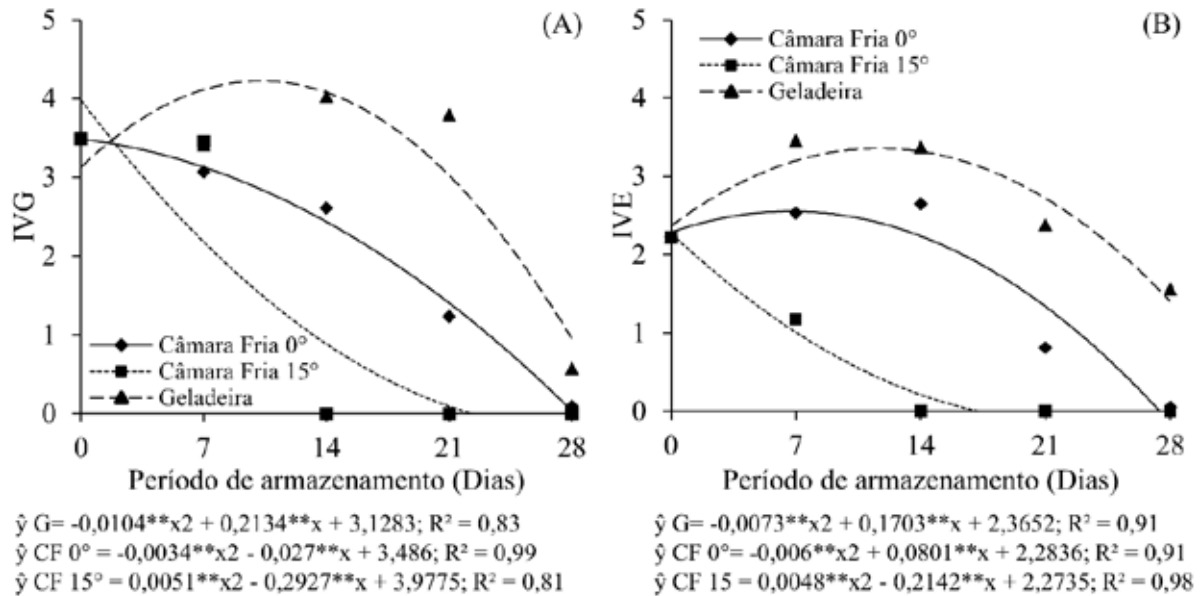 (A)
5
4
3
2
1
0
IVG
Câmara Fria 0°
Câmara Fria 15°
Geladeira
0 7 14 21 28
Período de armazenamento (Dias)
ŷ G= -0,0104**x2 + 0,2134**x + 3,1283; R² = 0,83
ŷ CF 0° = -0,0034**x2 - 0,027**x + 3,486; R² = 0,99
ŷ CF 15° = 0,0051**x2 - 0,2927**x + 3,9775; R² = 0,81
(B)
5
4
3
2
1
0
IVE
Câmara Fria 0°
Câmara Fria 15°
Geladeira
0 7 14 21 28
Período de armazenamento (Dias)
ŷ G= -0,0073**x2 + 0,1703**x + 2,3652; R² = 0,91
ŷ CF 0°= -0,006**x2 + 0,0801**x + 2,2836; R² = 0,91
ŷ CF 15 = 0,0048**x2 - 0,2142**x + 2,2735; R² = 0,98